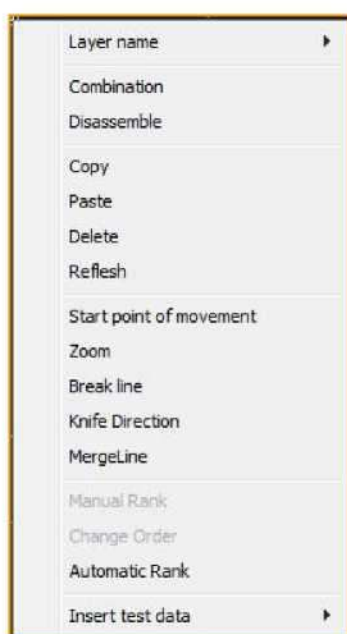 Layer name
Combination
Disassemble
Copy
Paste
Delete
Reflesh
Start point of movement
Zoom
Break line
Knife Direction
MergeLine
Manual Rank
Change Order
Automatic Rank
Insert test data